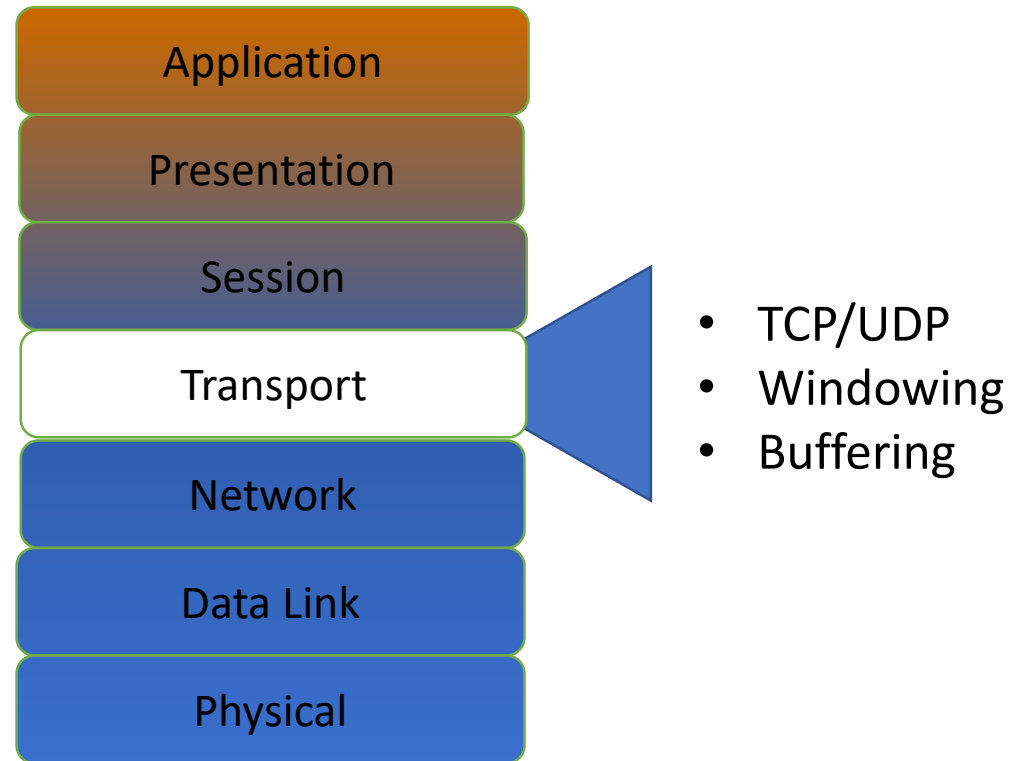 Application
Presentation
Session
Transport
Network
Data Link
Physical
• TCP/UDP
• Windowing
• Buffering